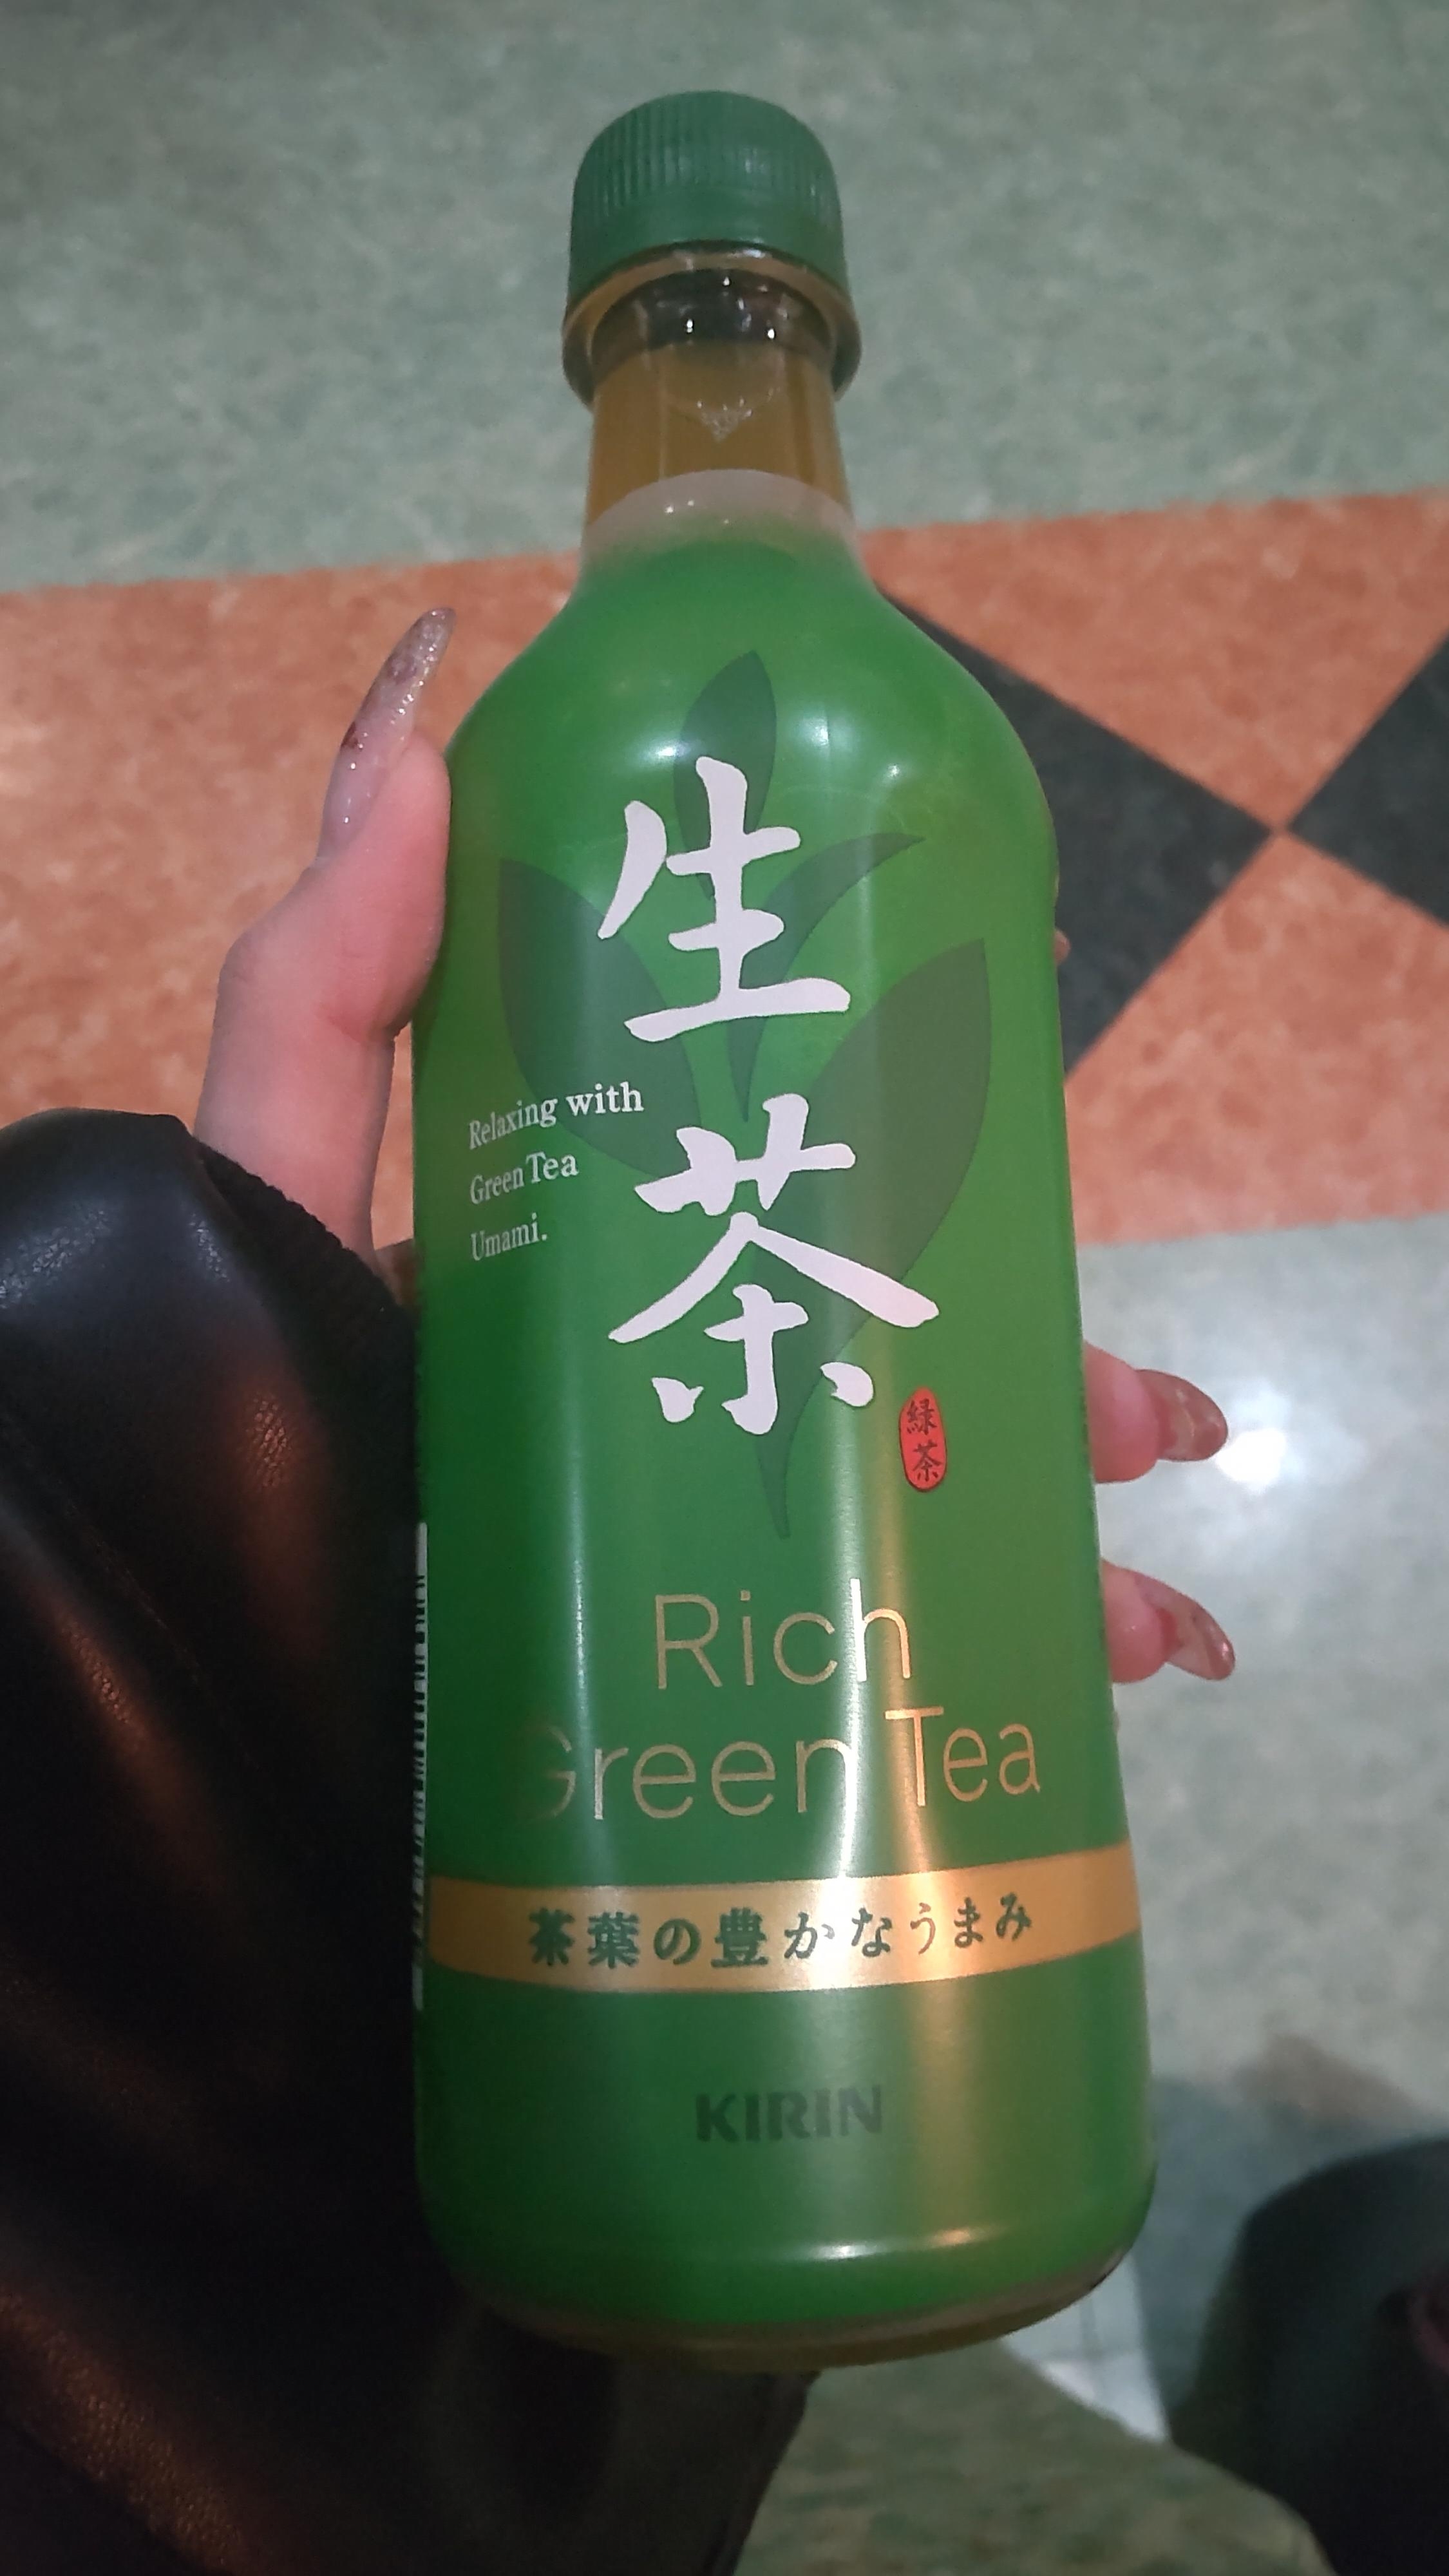 生茶
Relaxing with
Green Tea
Umami.
緑茶
Rich
Green Tea
茶葉の豊かなうまみ
KIRIN